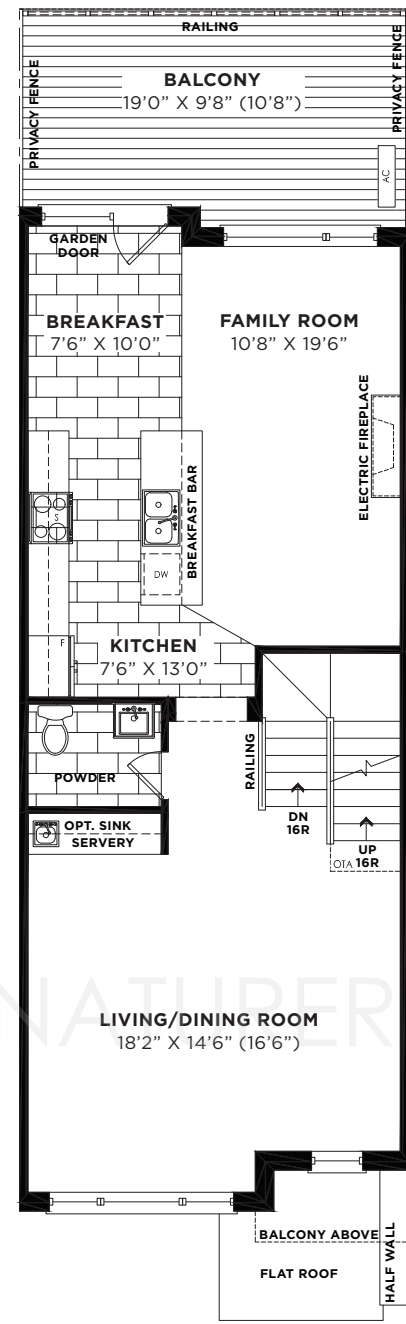 RAILING
BALCONY
19’0” X 9’8” (10’8”)
PRIVACY FENCE
PRIVACY FENCE
AC
GARDEN
DOOR
BREAKFAST
7’6” X 10’0”
FAMILY ROOM
10’8” X 19’6”
ELECTRIC FIREPLACE
BREAKFAST BAR
S
DW
KITCHEN
7’6” X 13’0”
F
POWDER
RAILING
DN
16R
UP
16R
OTA
OPT. SINK
SERVERY
NATURER
LIVING/DINING ROOM
18’2” X 14’6” (16’6”)
BALCONY ABOVE
FLAT ROOF
HALF WALL